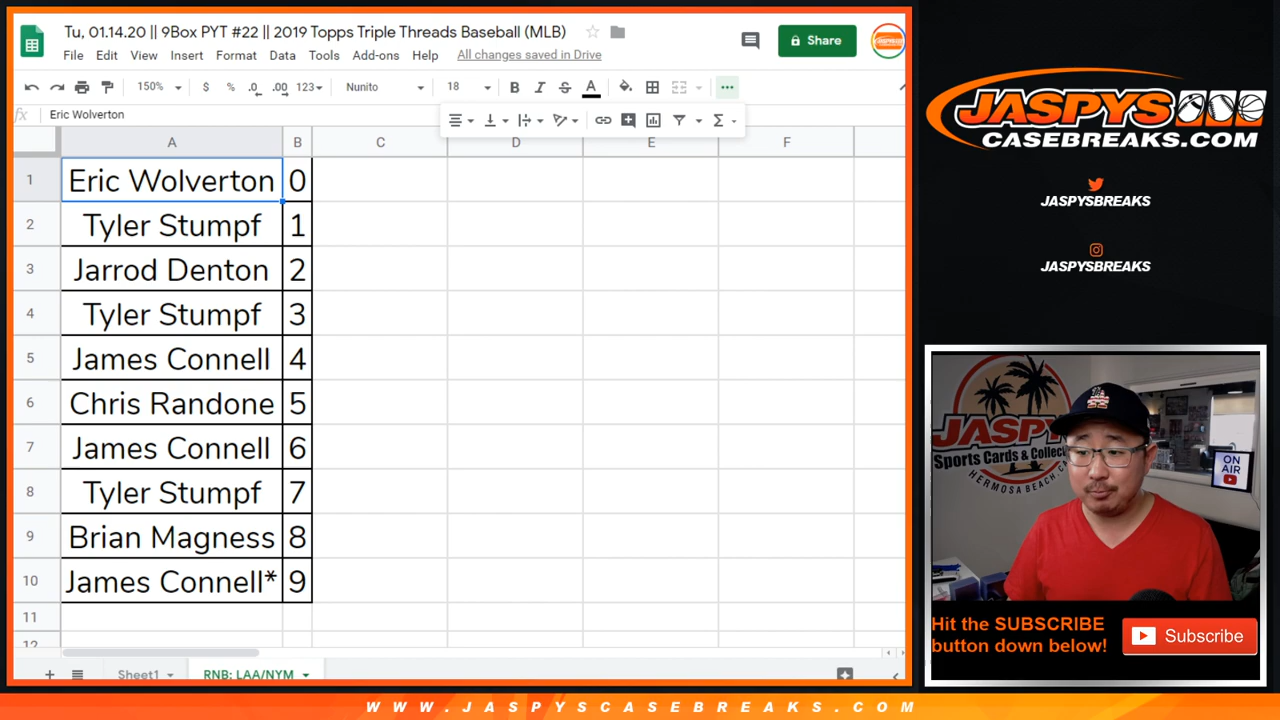 Tu, 01.14.20 || 9Box PYT #22 || 2019 Topps Triple Threads Baseball (MLB)
File Edit View Insert Format Data Tools Add-ons Help All changes saved in Drive
Share
150% $ % .0 .00 123 Nunito 18 B I S A
fx Eric Wolverton
A B C D E F
1 Eric Wolverton 0
2 Tyler Stumpf 1
3 Jarrod Denton 2
4 Tyler Stumpf 3
5 James Connell 4
6 Chris Randone 5
7 James Connell 6
8 Tyler Stumpf 7
9 Brian Magness 8
10 James Connell* 9
11
12
Sheet1 RNB: LAA/NYM
JASPYS
CASEBREAKS.COM
JASPYSBREAKS
JASPYSBREAKS
JASPY
Sports Cards & Collec
HERMOSA BEACH, C
ON
AIR
Hit the SUBSCRIBE
button down below!
Subscribe
WWW.JASPYSCASEBREAKS.COM